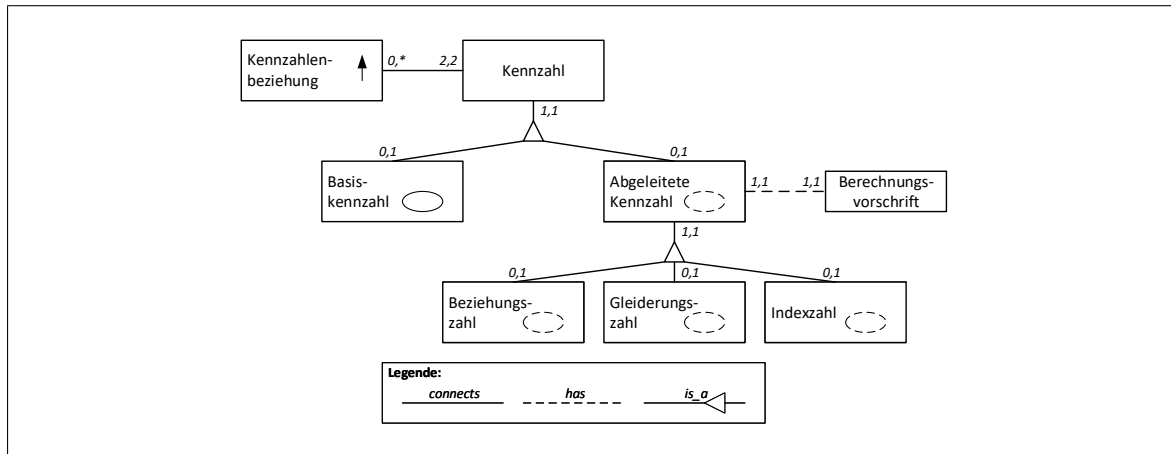 Kennzahlen-
beziehung
0,*
2,2
Kennzahl
1,1
0,1
0,1
Basis-
kennzahl
Abgeleitete
Kennzahl
1,1
1,1
Berechnungs-
vorschrift
1,1
0,1
0,1
0,1
Beziehungs-
zahl
Gleiderungs-
zahl
Indexzahl
Legende:
connects
has
is_a